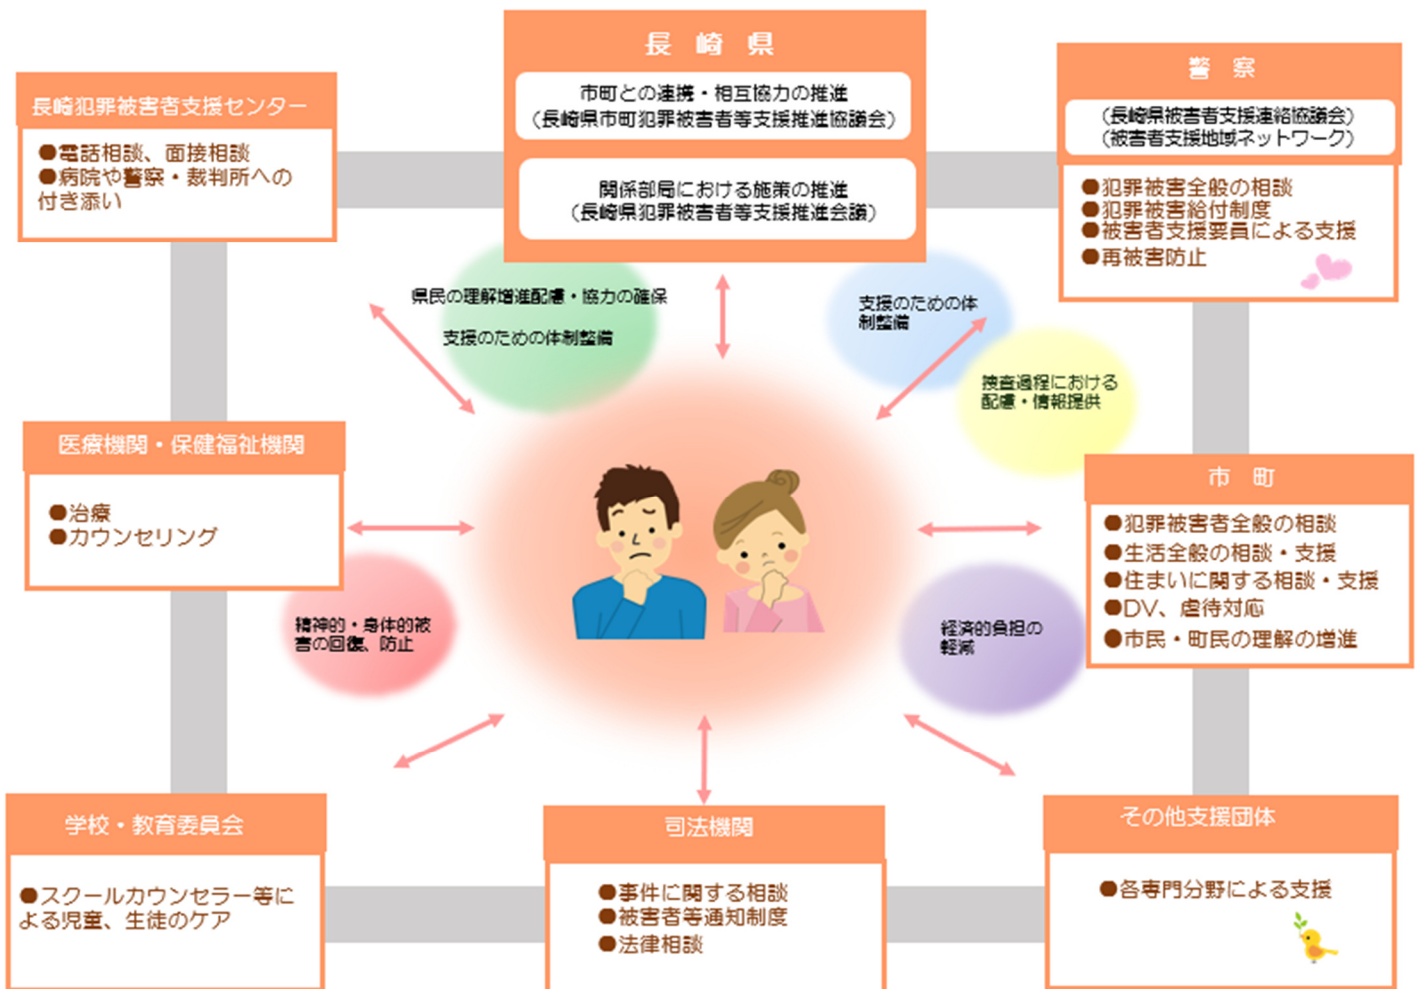 長崎県
市町との連携・相互協力の推進
(長崎県市町犯罪被害者等支援推進協議会)
関係部局における施策の推進
(長崎県犯罪被害者等支援推進会議)
長崎犯罪被害者支援センター
●電話相談、面接相談
●病院や警察・裁判所への
付き添い
警察
(長崎県被害者支援連絡協議会)
(被害者支援地域ネットワーク)
●犯罪被害全般の相談
●犯罪被害給付制度
●被害者支援要員による支援
●再被害防止
県民の理解増進配慮・協力の確保
支援のための体制整備
支援のための体
制整備
捜査過程における
配慮・情報提供
医療機関・保健福祉機関
●治療
●カウンセリング
市町
●犯罪被害者全般の相談
●生活全般の相談・支援
●住まいに関する相談・支援
●DV、虐待対応
●市民・町民の理解の増進
精神的・身体的被
害の回復、防止
経済的負担の
軽減
学校・教育委員会
●スクールカウンセラー等に
よる児童、生徒のケア
司法機関
●事件に関する相談
●被害者等通知制度
●法律相談
その他支援団体
●各専門分野による支援